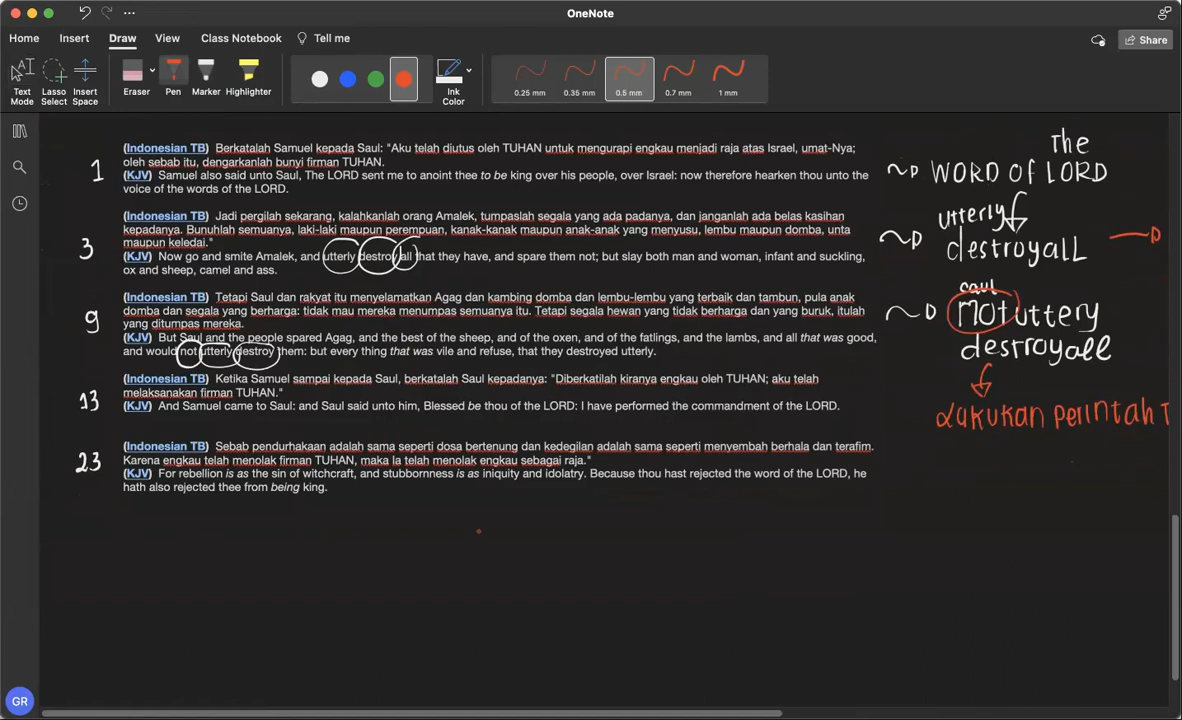 OneNote
Home Insert Draw View Class Notebook Tell me
Share
Text Mode
Lasso Select
Insert Space
Eraser
Pen
Marker
Highlighter
Ink Color
0.25 mm
0.35 mm
0.5 mm
0.7 mm
1 mm
1
(Indonesian TB) Berkatalah Samuel kepada Saul: "Aku telah diutus oleh TUHAN untuk mengurapi engkau menjadi raja atas Israel, umat-Nya;
oleh sebab itu, dengarkanlah bunyi firman TUHAN.
(KJV) Samuel also said unto Saul, The LORD sent me to anoint thee to be king over his people, over Israel: now therefore hearken thou unto the
voice of the words of the LORD.
3
(Indonesian TB) Jadi pergilah sekarang, kalahkanlah orang Amalek, tumpaslah segala yang ada padanya, dan janganlah ada belas kasihan
kepadanya. Bunuhlah semuanya, laki-laki maupun perempuan, kanak-kanak maupun anak-anak yang menyusu, lembu maupun domba, unta
maupun keledai."
(KJV) Now go and smite Amalek, and utterly destroy all that they have, and spare them not; but slay both man and woman, infant and suckling,
ox and sheep, camel and ass.
9
(Indonesian TB) Tetapi Saul dan rakyat itu menyelamatkan Agag dan kambing domba dan lembu-lembu yang terbaik dan tambun, pula anak
domba dan segala yang berharga: tidak mau mereka menumpas semuanya itu. Tetapi segala hewan yang tidak berharga dan yang buruk, itulah
yang ditumpas mereka.
(KJV) But Saul and the people spared Agag, and the best of the sheep, and of the oxen, and of the fatlings, and the lambs, and all that was good,
and would not utterly destroy them: but every thing that was vile and refuse, that they destroyed utterly.
13
(Indonesian TB) Ketika Samuel sampai kepada Saul, berkatalah Saul kepadanya: "Diberkatilah kiranya engkau oleh TUHAN; aku telah
melaksanakan firman TUHAN."
(KJV) And Samuel came to Saul: and Saul said unto him, Blessed be thou of the LORD: I have performed the commandment of the LORD.
23
(Indonesian TB) Sebab pendurhakaan adalah sama seperti dosa bertenung dan kedegilan adalah sama seperti menyembah berhala dan terafim.
Karena engkau telah menolak firman TUHAN, maka Ia telah menolak engkau sebagai raja."
(KJV) For rebellion is as the sin of witchcraft, and stubbornness is as iniquity and idolatry. Because thou hast rejected the word of the LORD, he
hath also rejected thee from being king.
The
WORD OF LORD
utterly
destroy all
saul
not uttery
destroy all
Lakukan Perintah T
GR